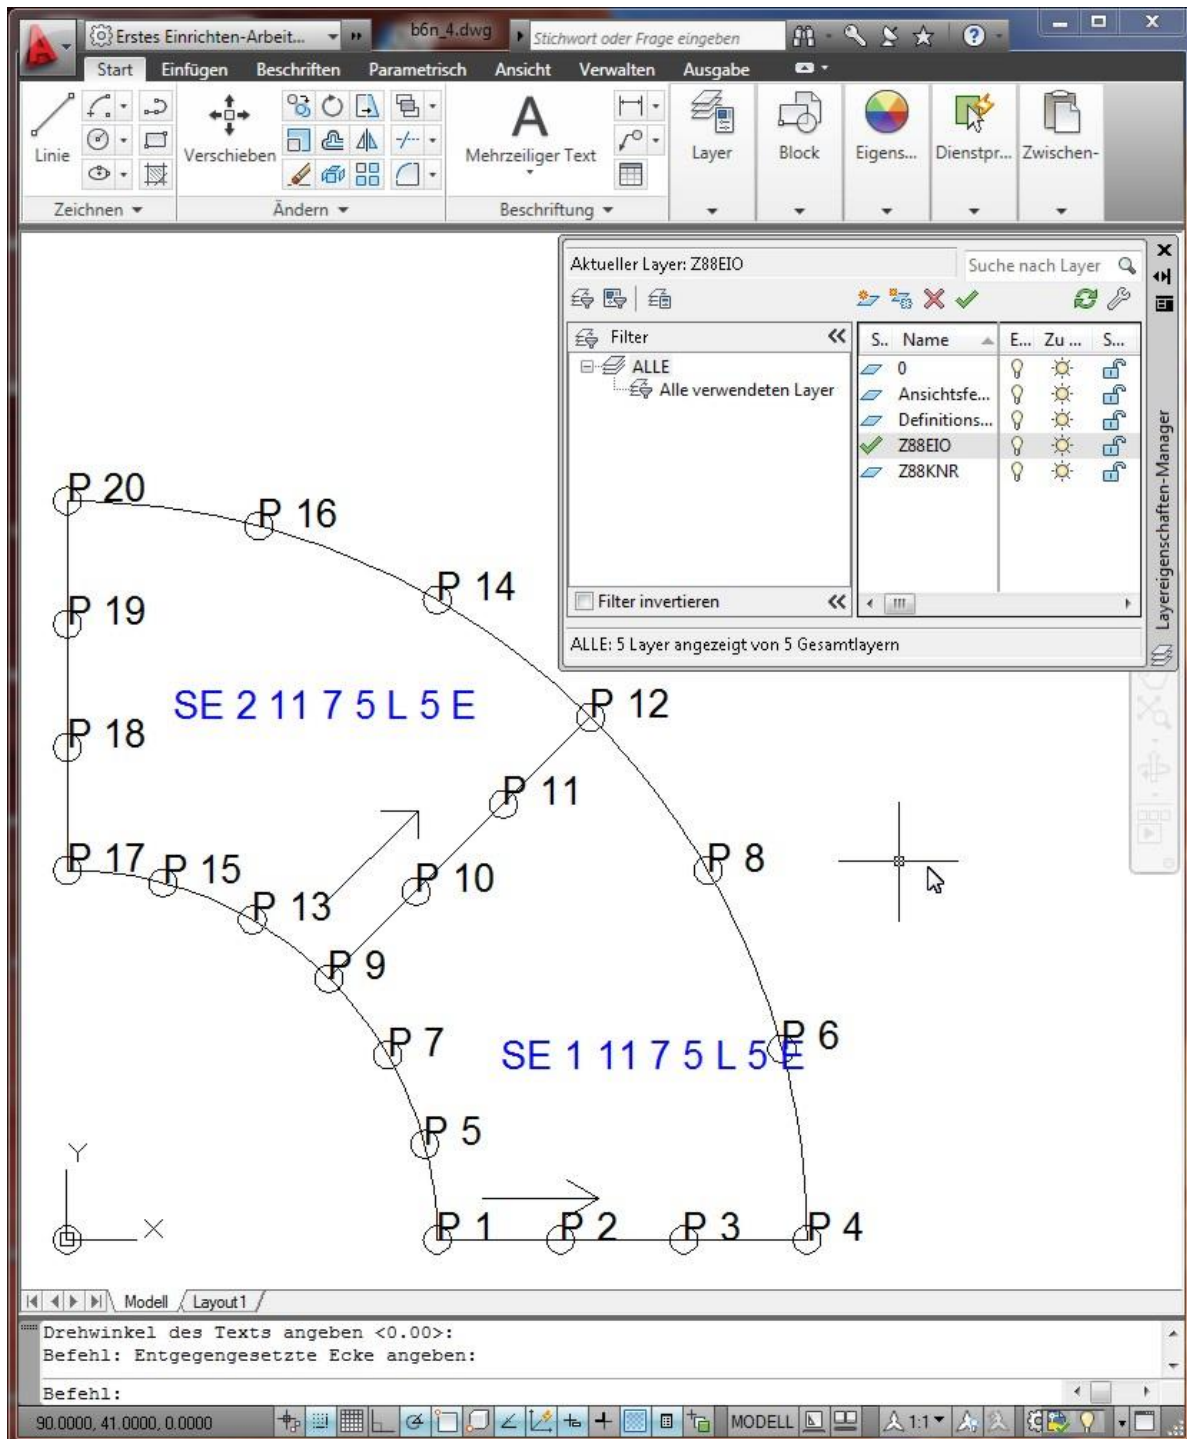 Erstes Einrichten-Arbeit...
b6n_4.dwg
Stichwort oder Frage eingeben
Start Einfügen Beschriften Parametrisch Ansicht Verwalten Ausgabe
Linie
Verschieben
Mehrzeiliger Text
Layer
Block
Eigens...
Dienstpr...
Zwischen-
Zeichnen
Ändern
Beschriftung
Aktueller Layer: Z88EIO
Suche nach Layer
Filter
S.. Name E... Zu ... S...
ALLE
Alle verwendeten Layer
0
Ansichtsfe...
Definitions...
Z88EIO
Z88KNR
Filter invertieren
ALLE: 5 Layer angezeigt von 5 Gesamtlayern
Layereigenschaften-Manager
P 20
P 16
P 14
P 19
SE 2 11 7 5 L 5 E
P 12
P 18
P 11
P 17
P 15
P 8
P 10
P 13
P 9
P 6
P 7
SE 1 11 7 5 L 5 E
P 5
Y
X
P 1
P 2
P 3
P 4
Modell
Layout1
Drehwinkel des Texts angeben <0.00>:
Befehl: Entgegengesetzte Ecke angeben:
Befehl:
90.0000, 41.0000, 0.0000
MODELL
1:1